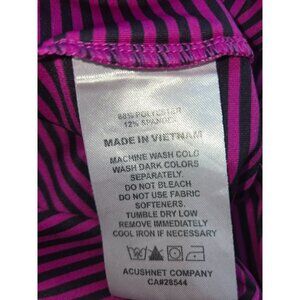 88% POLYESTER
12% SPANDEX
MADE IN VIETNAM
MACHINE WASH COLD
WASH DARK COLORS
SEPARATELY.
DO NOT BLEACH
DO NOT USE FABRIC
SOFTENERS.
TUMBLE DRY LOW
REMOVE IMMEDIATELY
COOL IRON IF NECESSARY
ACUSHNET COMPANY
CA#28544